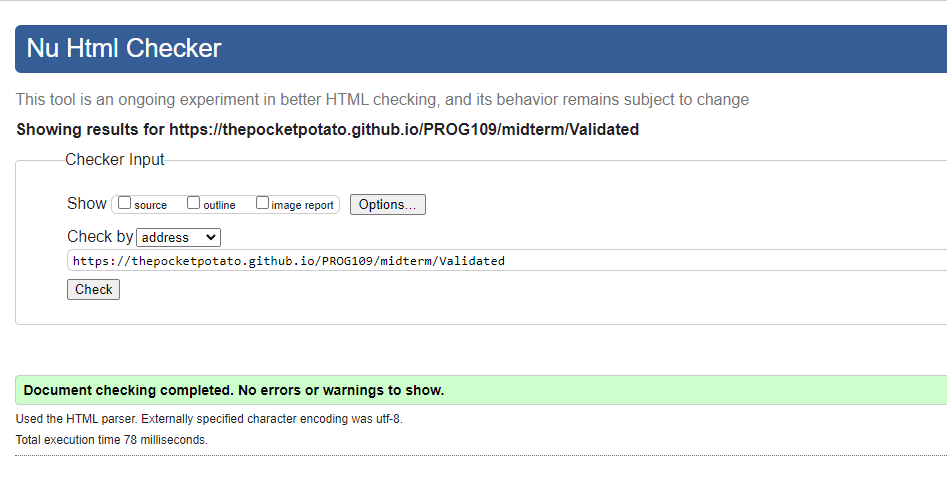 Nu Html Checker
This tool is an ongoing experiment in better HTML checking, and its behavior remains subject to change
Showing results for https://thepocketpotato.github.io/PROG109/midterm/Validated
Checker Input
Show source outline image report Options...
Check by address
https://thepocketpotato.github.io/PROG109/midterm/Validated
Check
Document checking completed. No errors or warnings to show.
Used the HTML parser. Externally specified character encoding was utf-8.
Total execution time 78 milliseconds.